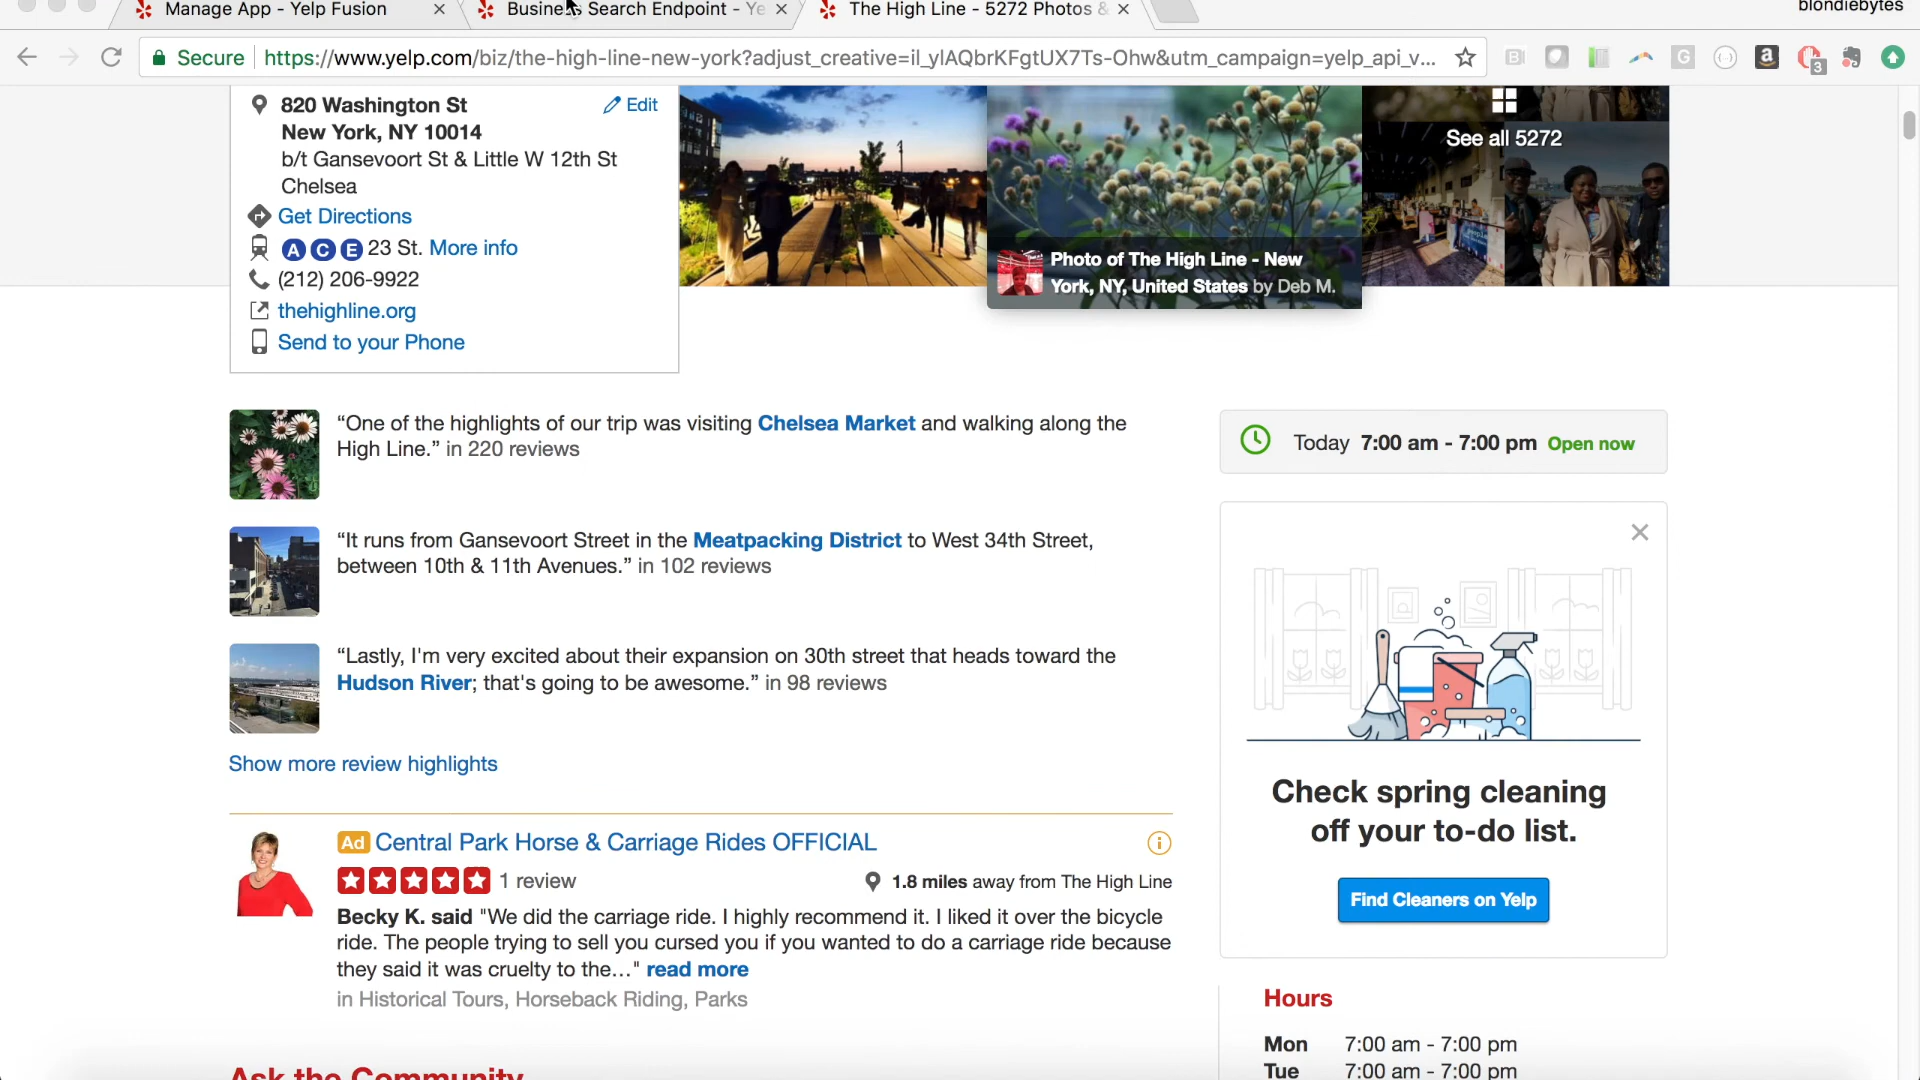 Manage App - Yelp Fusion
Business Search Endpoint - Ye
The High Line - 5272 Photos &
blondiebytes
Secure
https://www.yelp.com/biz/the-high-line-new-york?adjust_creative=il_ylAQbrKFgtUX7Ts-Ohw&utm_campaign=yelp_api_v...
3
820 Washington St
Edit
New York, NY 10014
b/t Gansevoort St & Little W 12th St
Chelsea
Get Directions
A C E 23 St. More info
(212) 206-9922
thehighline.org
Send to your Phone
Photo of The High Line - New
York, NY, United States by Deb M.
See all 5272
“One of the highlights of our trip was visiting Chelsea Market and walking along the
High Line.” in 220 reviews
“It runs from Gansevoort Street in the Meatpacking District to West 34th Street,
between 10th & 11th Avenues.” in 102 reviews
“Lastly, I'm very excited about their expansion on 30th street that heads toward the
Hudson River; that's going to be awesome.” in 98 reviews
Show more review highlights
Ad Central Park Horse & Carriage Rides OFFICIAL
1 review
1.8 miles away from The High Line
Becky K. said "We did the carriage ride. I highly recommend it. I liked it over the bicycle
ride. The people trying to sell you cursed you if you wanted to do a carriage ride because
they said it was cruelty to the…" read more
in Historical Tours, Horseback Riding, Parks
Ask the Community
Today 7:00 am - 7:00 pm Open now
Check spring cleaning
off your to-do list.
Find Cleaners on Yelp
Hours
Mon 7:00 am - 7:00 pm
Tue 7:00 am - 7:00 pm